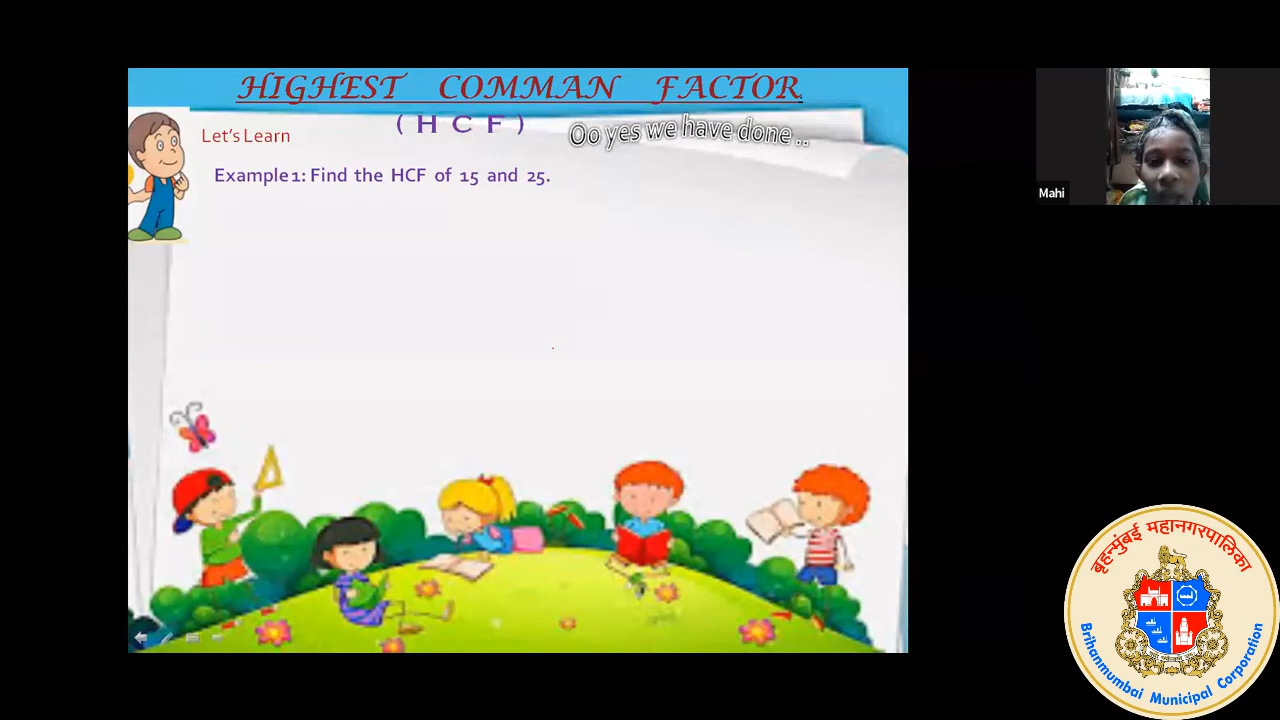 HIGHEST COMMAN FACTOR
( H C F )
Oo yes we have done ..
Let's Learn
Example 1: Find the HCF of 15 and 25.
Mahi
बृहन्मुंबई महानगरपालिका
Brihanmumbai Municipal Corporation